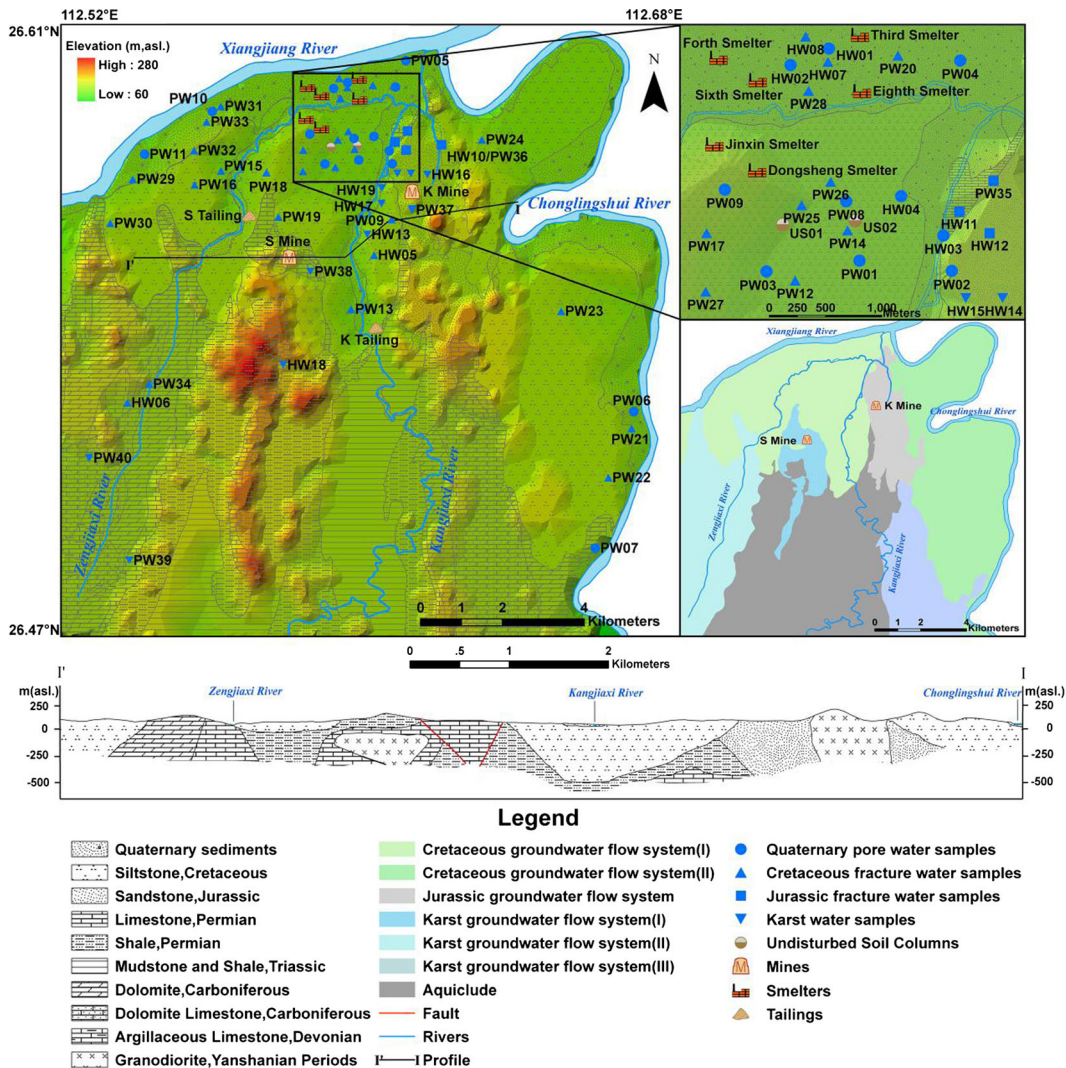 112.52°E
112.68°E
26.61°N
Elevation (m,asl.)
High : 280
Low : 60
Xiangjiang River
N
PW05
PW10
PW31
PW33
PW11
PW32
PW15
PW29
PW16
PW18
PW24
HW10/PW36
HW16
HW19
K Mine
HW17
PW37
I
Chonglingshui River
PW30
S Tailing
PW19
PW09
HW13
S Mine
HW05
I'
PW38
PW13
PW23
K Tailing
HW18
PW34
HW06
PW06
PW21
PW40
PW22
Zengjiaxi River
Kangjiaxi River
PW07
PW39
0 1 2 4
Kilometers
26.47°N
Forth Smelter
HW08
HW01
Third Smelter
HW02
HW07
PW20
PW04
Sixth Smelter
PW28
Eighth Smelter
Jinxin Smelter
Dongsheng Smelter
PW26
PW35
PW09
PW25
PW08
HW04
US01
US02
HW11
PW17
PW14
HW03
HW12
PW03
PW01
PW02
PW27
PW12
HW15HW14
0 250 500 1,000
Meters
Xiangjiang River
K Mine
Chonglingshui River
S Mine
Zengjiaxi River
Kangjiaxi River
0 1 2 4
Kilometers
0 .5 1 2
Kilometers
I'
I
m(asl.)
Zengjiaxi River
Kangjiaxi River
Chonglingshui River
m(asl.)
250
0
-250
-500
250
0
-250
-500
Legend
Quaternary sediments
Siltstone,Cretaceous
Sandstone,Jurassic
Limestone,Permian
Shale,Permian
Mudstone and Shale,Triassic
Dolomite,Carboniferous
Dolomite Limestone,Carboniferous
Argillaceous Limestone,Devonian
Granodiorite,Yanshanian Periods
Cretaceous groundwater flow system(I)
Cretaceous groundwater flow system(II)
Jurassic groundwater flow system
Karst groundwater flow system(I)
Karst groundwater flow system(II)
Karst groundwater flow system(III)
Aquiclude
Fault
Rivers
I' I Profile
Quaternary pore water samples
Cretaceous fracture water samples
Jurassic fracture water samples
Karst water samples
Undisturbed Soil Columns
Mines
Smelters
Tailings